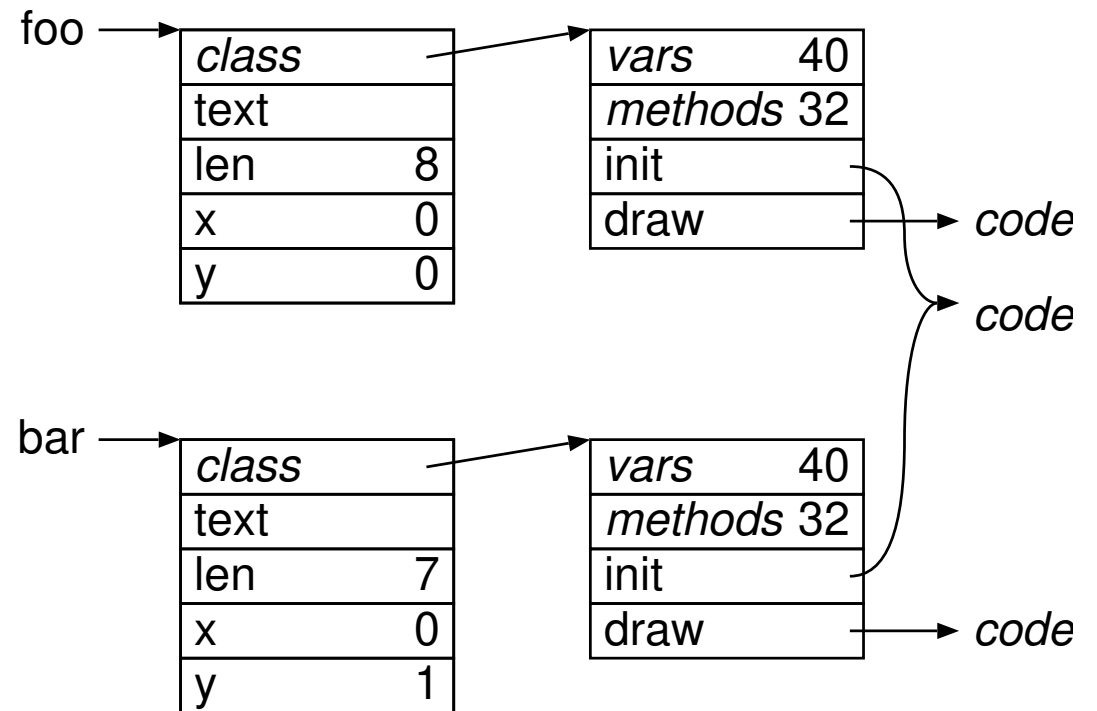 foo
class
text
len 8
x 0
y 0
vars 40
methods 32
init
draw
code
code
bar
class
text
len 7
x 0
y 1
vars 40
methods 32
init
draw
code